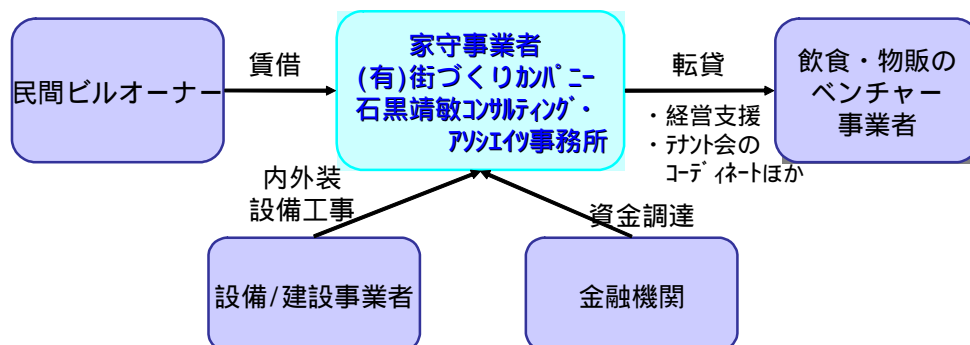 民間ビルオーナー
賃借
家守事業者
(有)街づくりｶﾝﾊﾟﾆｰ
石黒靖敏ｺﾝｻﾙﾃｨﾝｸﾞ・
ｱｿｼｴｲﾂ事務所
転貸
・経営支援
・ﾃﾅﾝﾄ会の
ｺｰﾃﾞｨﾈｰﾄほか
飲食・物販の
ベンチャー
事業者
内外装
設備工事
資金調達
設備/建設事業者
金融機関